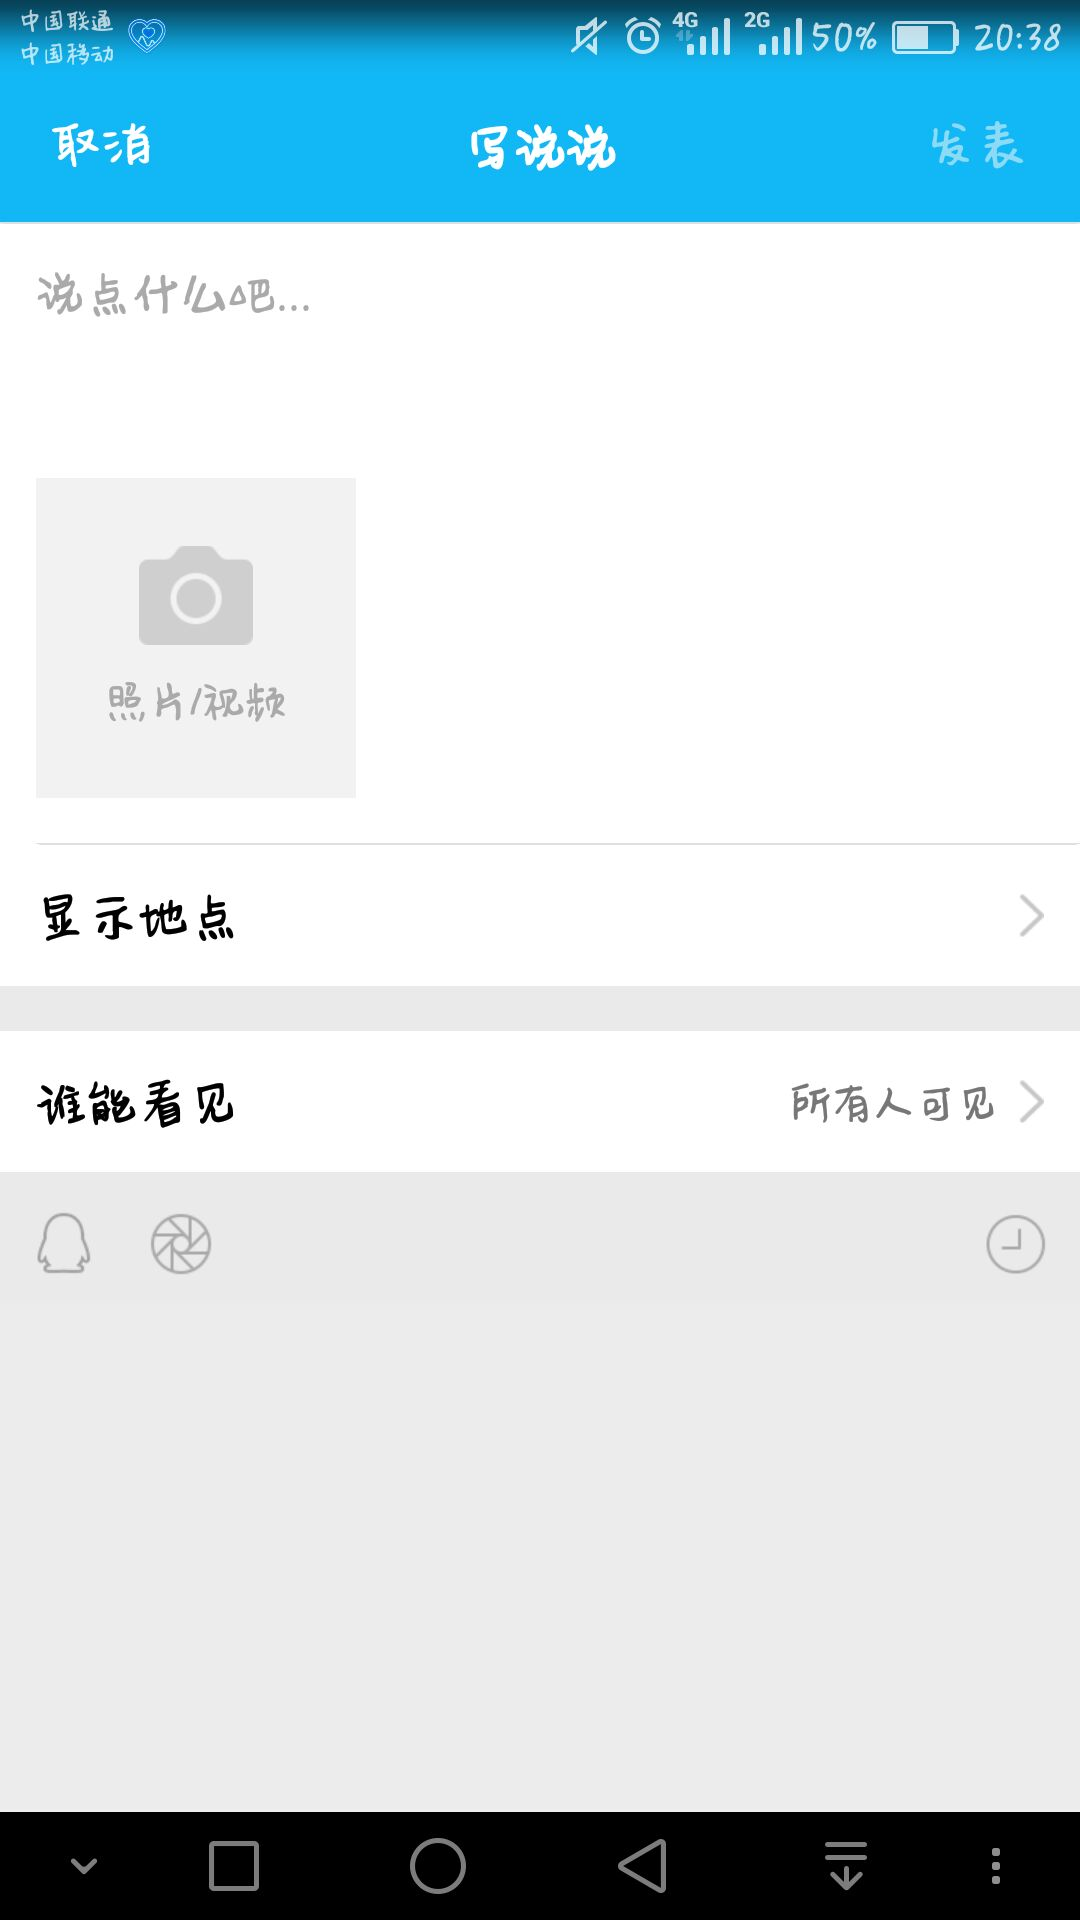 中国联通
中国移动
4G 2G 50% 20:38
取消 写说说 发表
说点什么吧...
照片/视频
显示地点
谁能看见 所有人可见